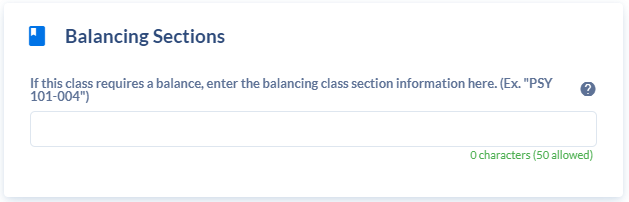 Balancing Sections
If this class requires a balance, enter the balancing class section information here. (Ex. "PSY
101-004")
?
0 characters (50 allowed)